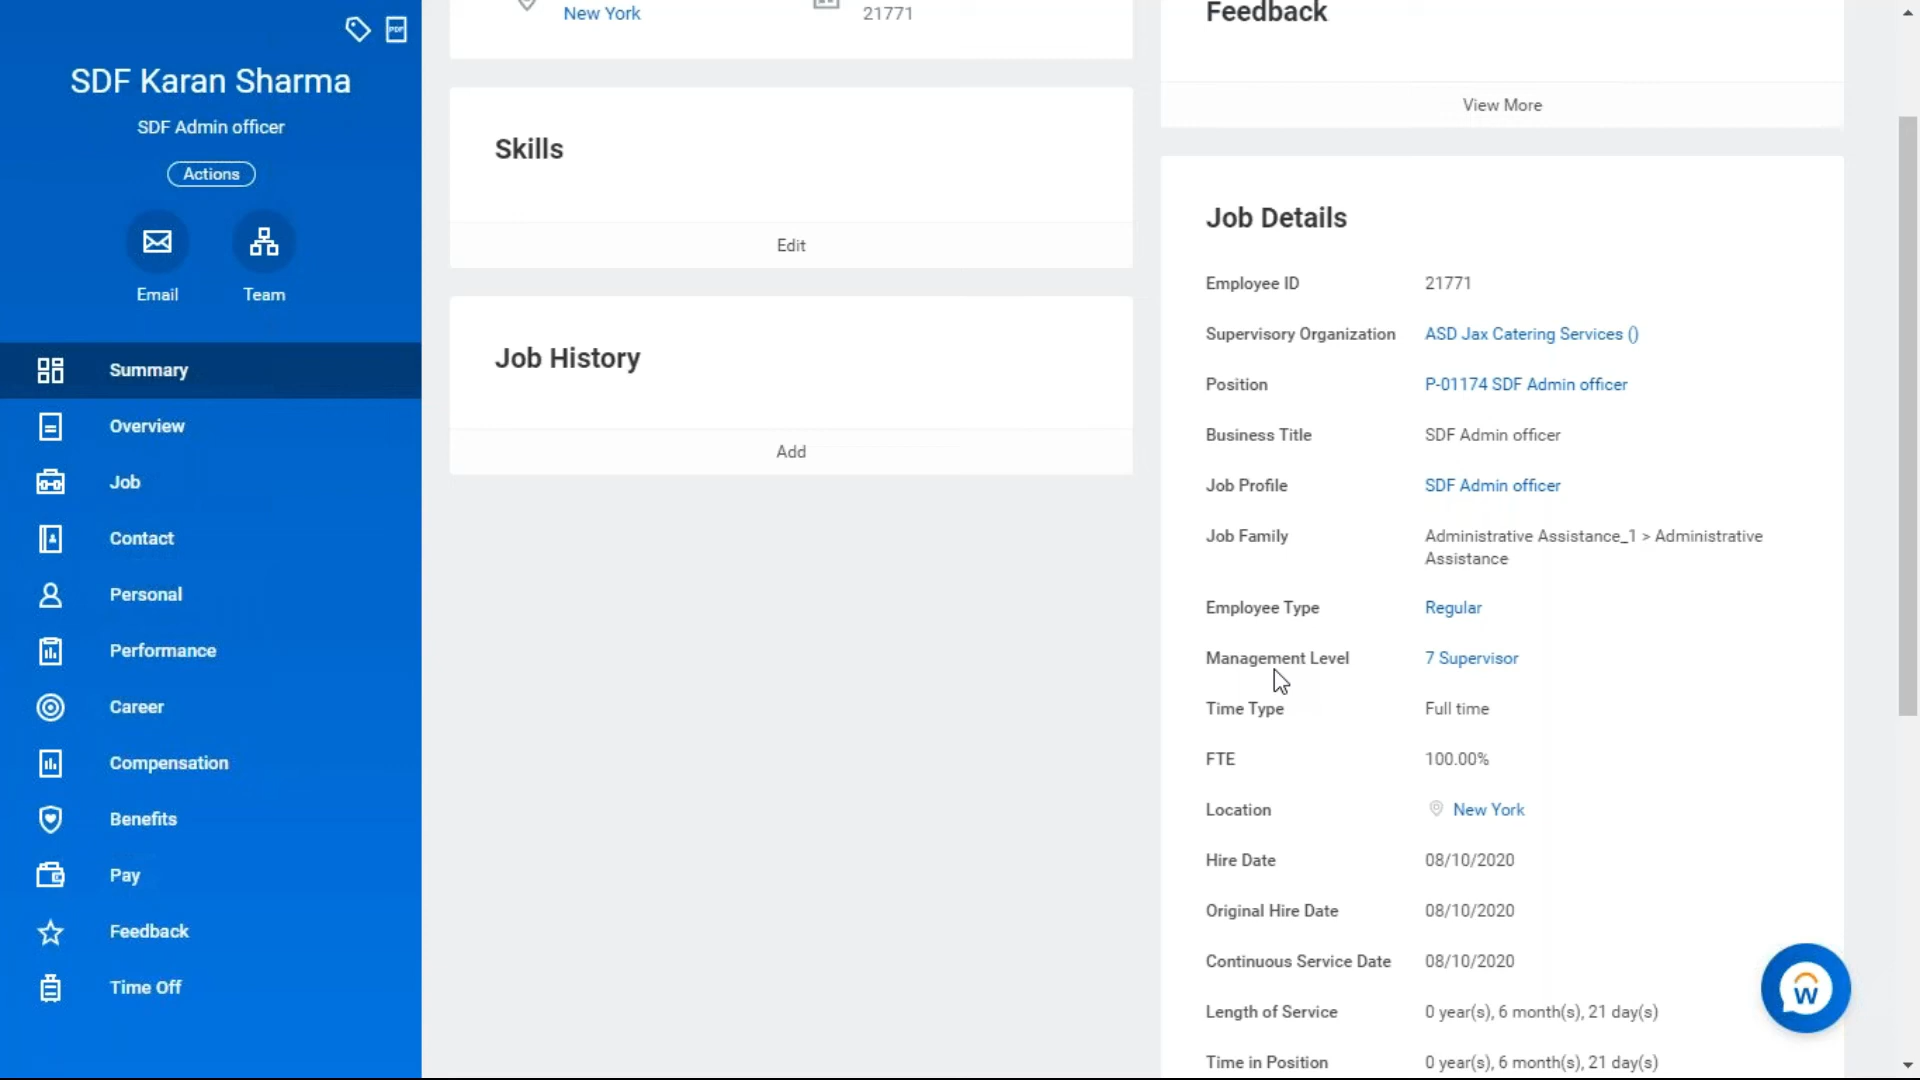 PDF
SDF Karan Sharma
SDF Admin officer
Actions
Email Team
Summary
Overview
Job
Contact
Personal
Performance
Career
Compensation
Benefits
Pay
Feedback
Time Off
New York 21771
Skills
Edit
Job History
Add
Feedback
View More
Job Details
Employee ID 21771
Supervisory Organization ASD Jax Catering Services ()
Position P-01174 SDF Admin officer
Business Title SDF Admin officer
Job Profile SDF Admin officer
Job Family Administrative Assistance_1 > Administrative
Assistance
Employee Type Regular
Management Level 7 Supervisor
Time Type Full time
FTE 100.00%
Location New York
Hire Date 08/10/2020
Original Hire Date 08/10/2020
Continuous Service Date 08/10/2020
Length of Service 0 year(s), 6 month(s), 21 day(s)
Time in Position 0 year(s), 6 month(s), 21 day(s)
W